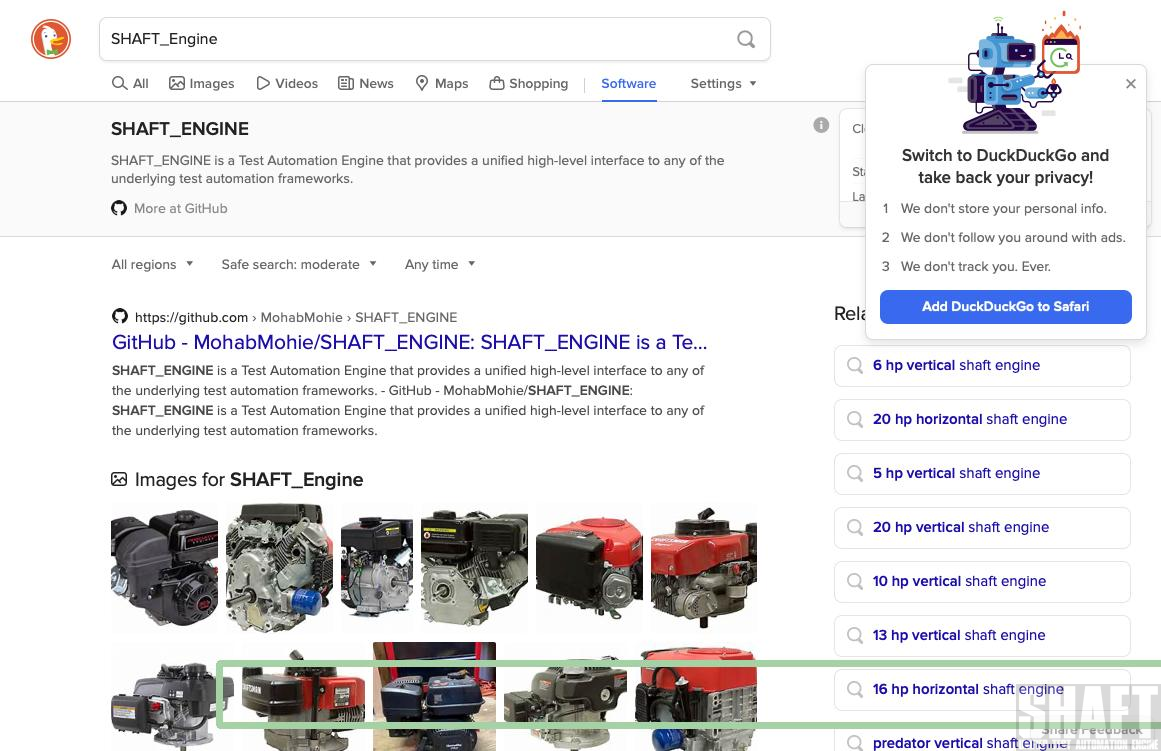 SHAFT_Engine
All Images Videos News Maps Shopping Software Settings
SHAFT_ENGINE
SHAFT_ENGINE is a Test Automation Engine that provides a unified high-level interface to any of the
underlying test automation frameworks.
More at GitHub
Switch to DuckDuckGo and
take back your privacy!
1 We don't store your personal info.
2 We don't follow you around with ads.
3 We don't track you. Ever.
Add DuckDuckGo to Safari
All regions Safe search: moderate Any time
https://github.com › MohabMohie › SHAFT_ENGINE
GitHub - MohabMohie/SHAFT_ENGINE: SHAFT_ENGINE is a Te...
SHAFT_ENGINE is a Test Automation Engine that provides a unified high-level interface to any of
the underlying test automation frameworks. - GitHub - MohabMohie/SHAFT_ENGINE:
SHAFT_ENGINE is a Test Automation Engine that provides a unified high-level interface to any of
the underlying test automation frameworks.
Images for SHAFT_Engine
Rela
6 hp vertical shaft engine
20 hp horizontal shaft engine
5 hp vertical shaft engine
20 hp vertical shaft engine
10 hp vertical shaft engine
13 hp vertical shaft engine
16 hp horizontal shaft engine
predator vertical shaft engine
Share Feedback
SHAFT